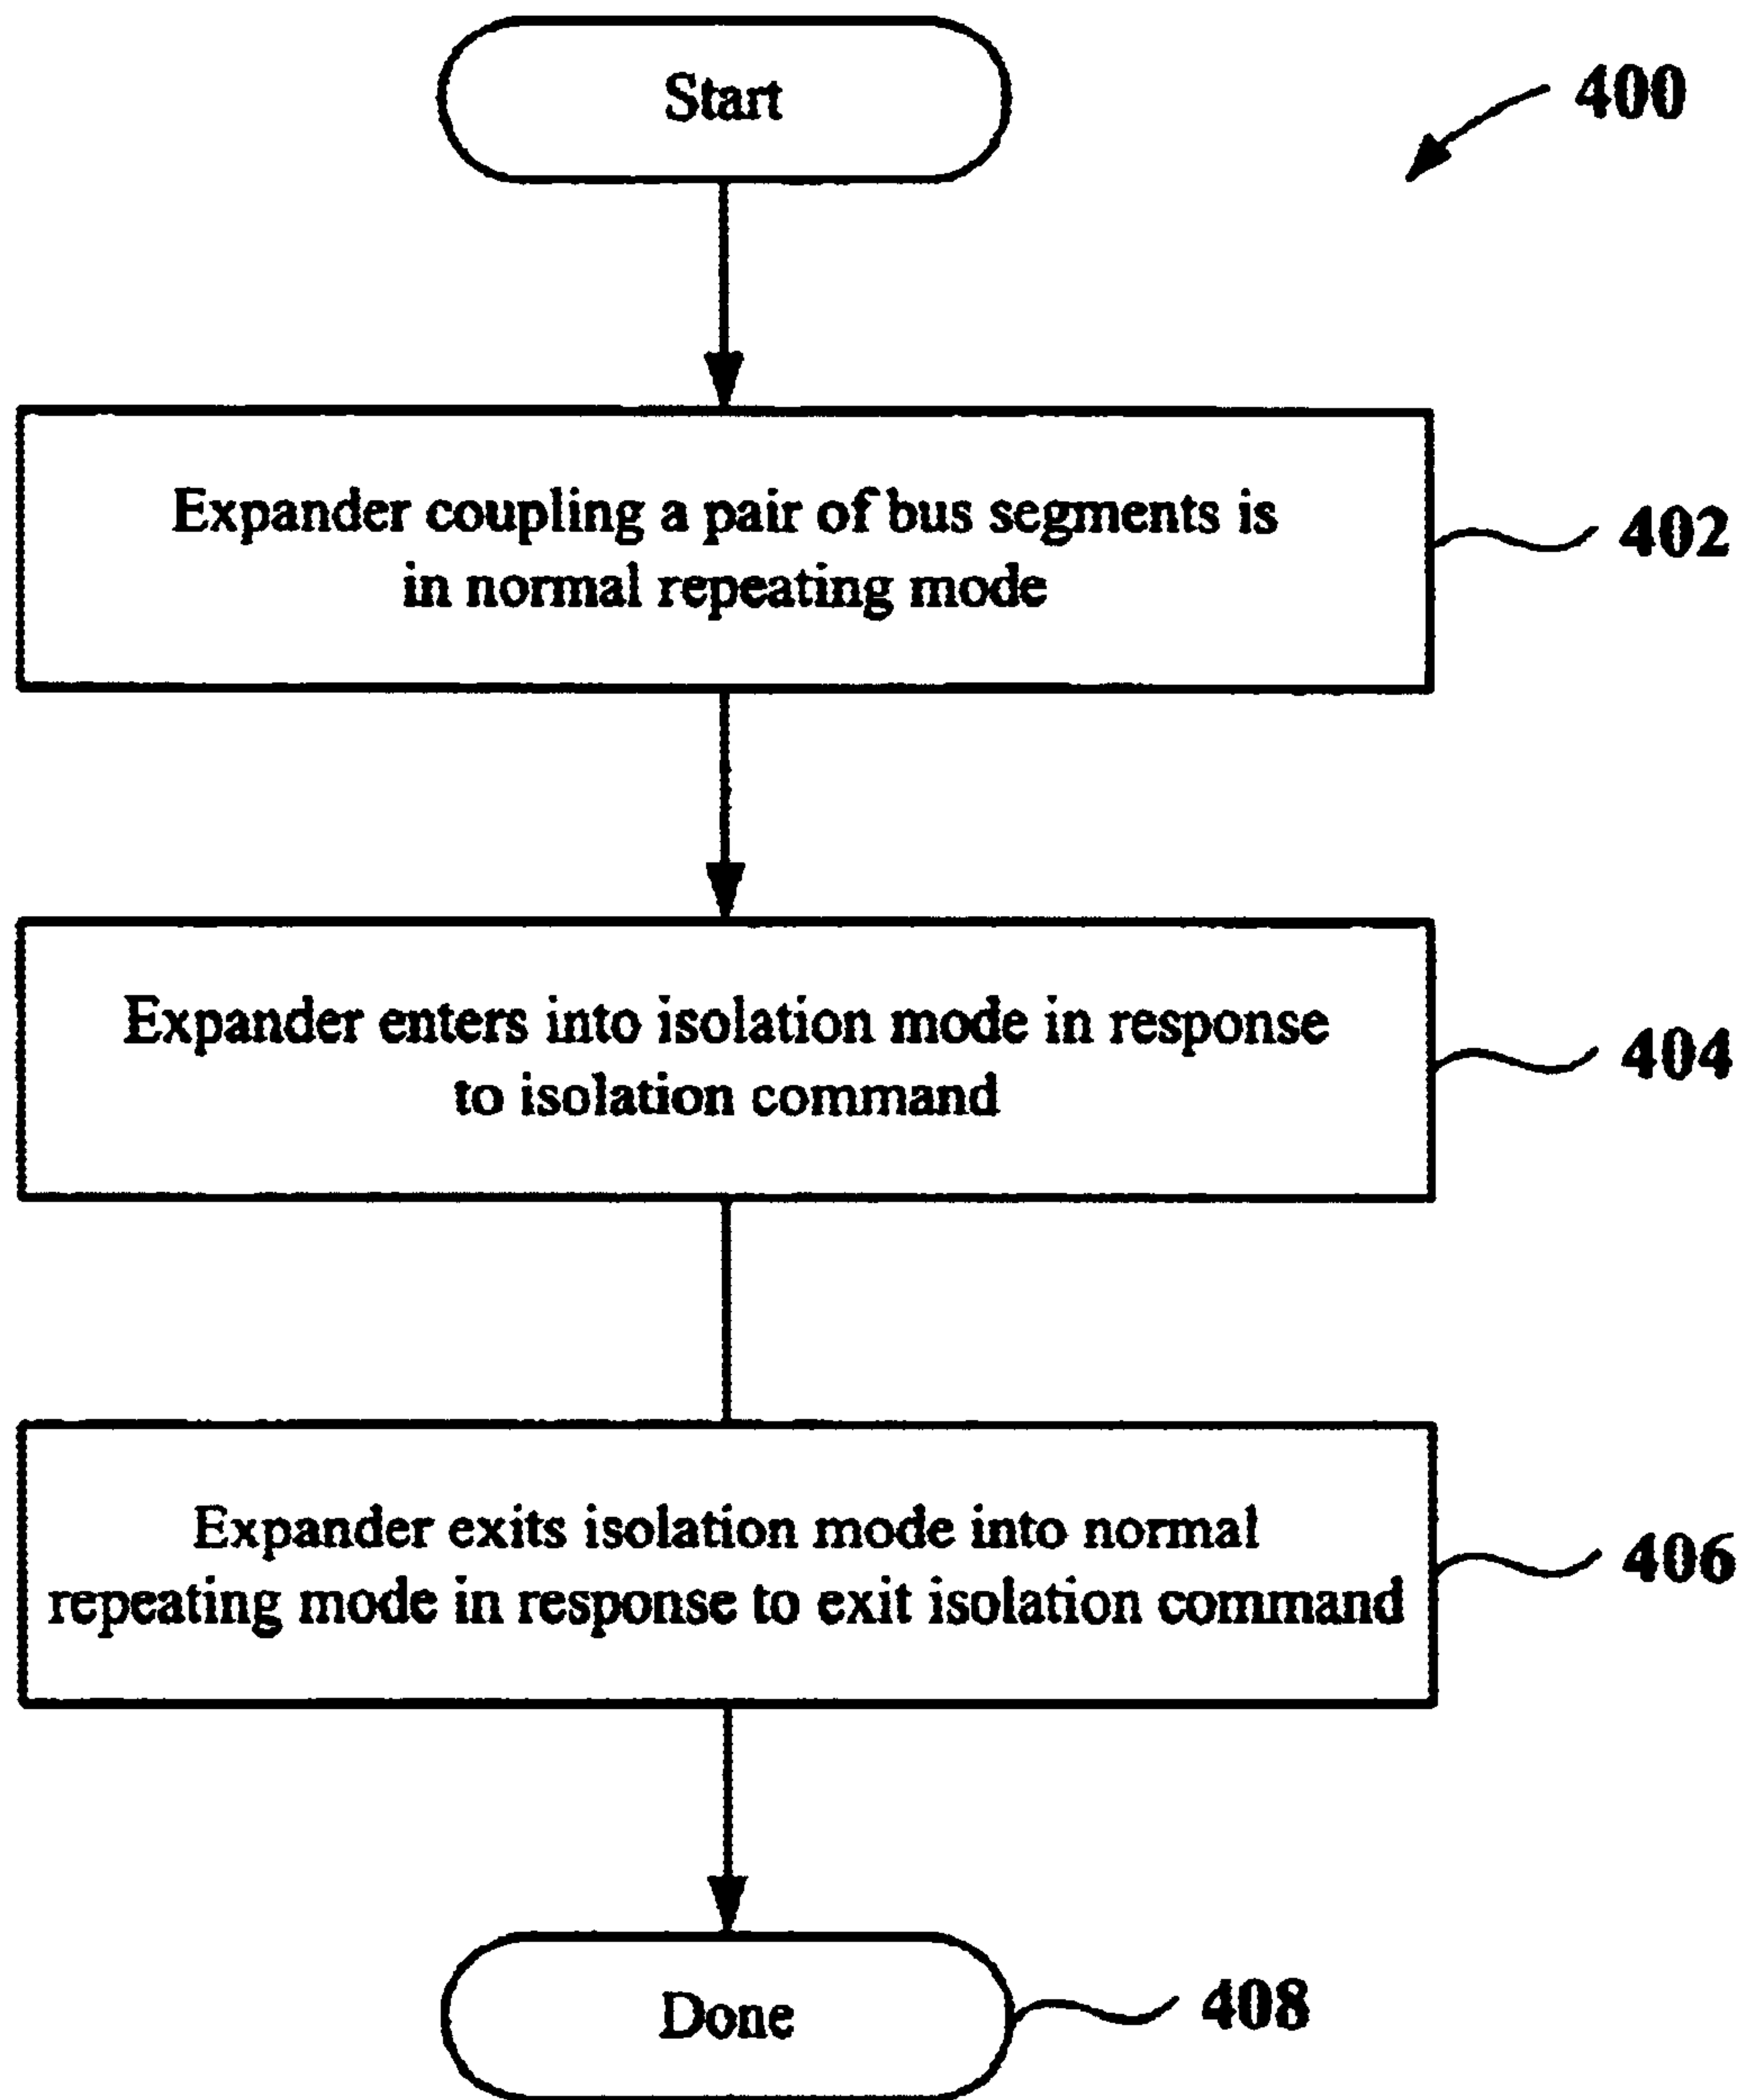 Start
400
Expander coupling a pair of bus segments is
in normal repeating mode
402
Expander enters into isolation mode in response
to isolation command
404
Expander exits isolation mode into normal
repeating mode in response to exit isolation command
406
Done
408